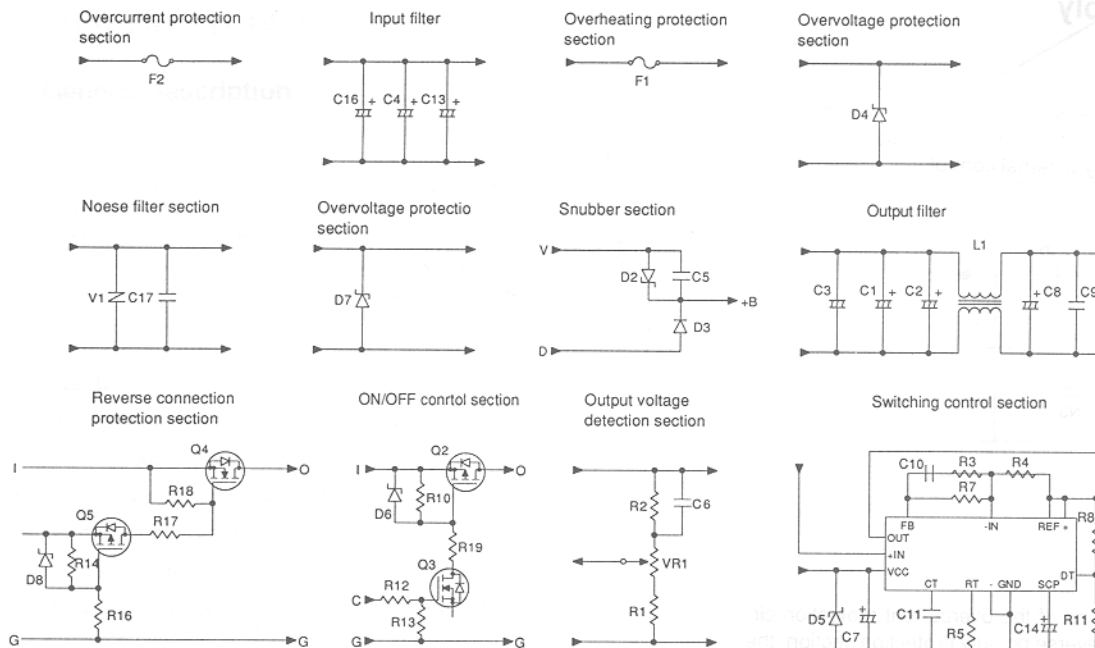 Overcurrent protection
section
F2
Input filter
C16 + C4 + C13 +
Overheating protection
section
F1
Overvoltage protection
section
D4
Noese filter section
V1 C17
Overvoltage protectio
section
D7
Snubber section
V
D2
C5
+B
D3
D
Output filter
L1
C3 C1 + C2 + + C8 C9
Reverse connection
protection section
Q4
I
O
R18
R17
Q5
R14
D8
R16
G
G
ON/OFF conrtol section
Q2
I
O
R10
D6
R19
Q3
R12
C
R13
G
G
Output voltage
detection section
R2
C6
VR1
R1
Switching control section
C10 R3 R4
R7
FB -IN REF +
OUT
+IN
VCC
R8
DT
CT RT - GND SCP
D5 + C7
C11
R5
C14 +
R11